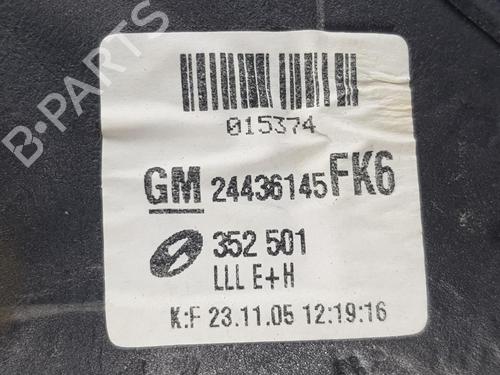 B-PARTS
015374
GM 24436145 FK6
352 501
LLL E+H
K:F 23.11.05 12:19:16